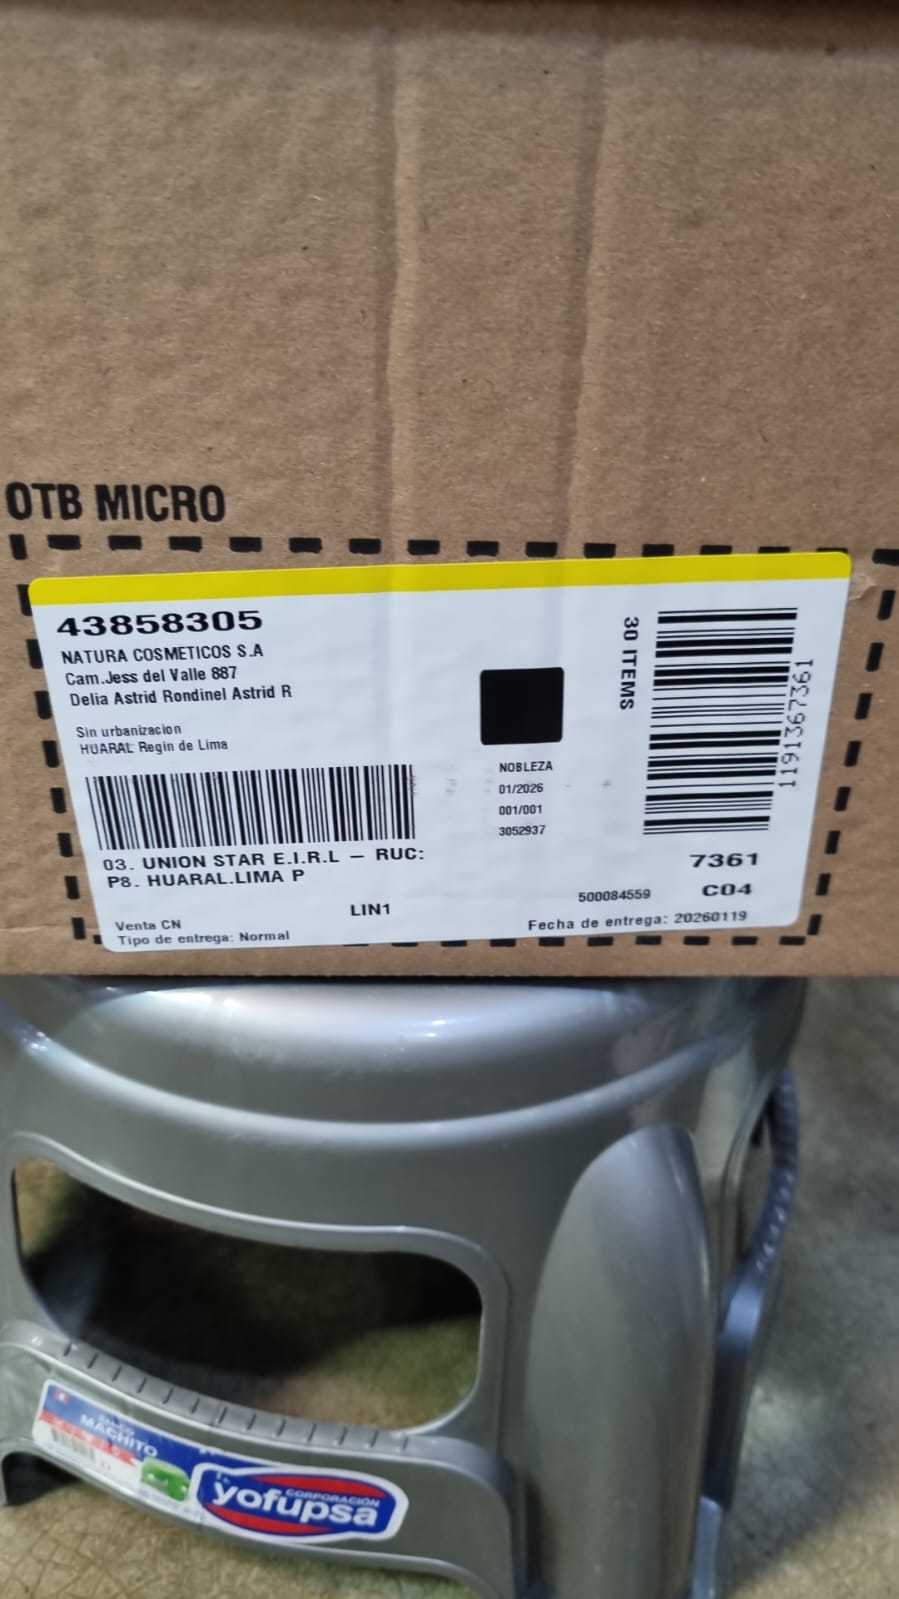 OTB MICRO
43858305
NATURA COSMETICOS S.A
Cam.Jess del Valle 887
Delia Astrid Rondinel Astrid R
Sin urbanizacion
HUARAL Regin de Lima
30 ITEMS
1191367361
NOBLEZA
01/2026
001/001
3052937
03. UNION STAR E.I.R.L – RUC:
P8. HUARAL.LIMA P
7361
LIN1
500084559
C04
Venta CN
Fecha de entrega: 20260119
Tipo de entrega: Normal
BANCO
MACHITO
CORPORACIÓN
yofupsa